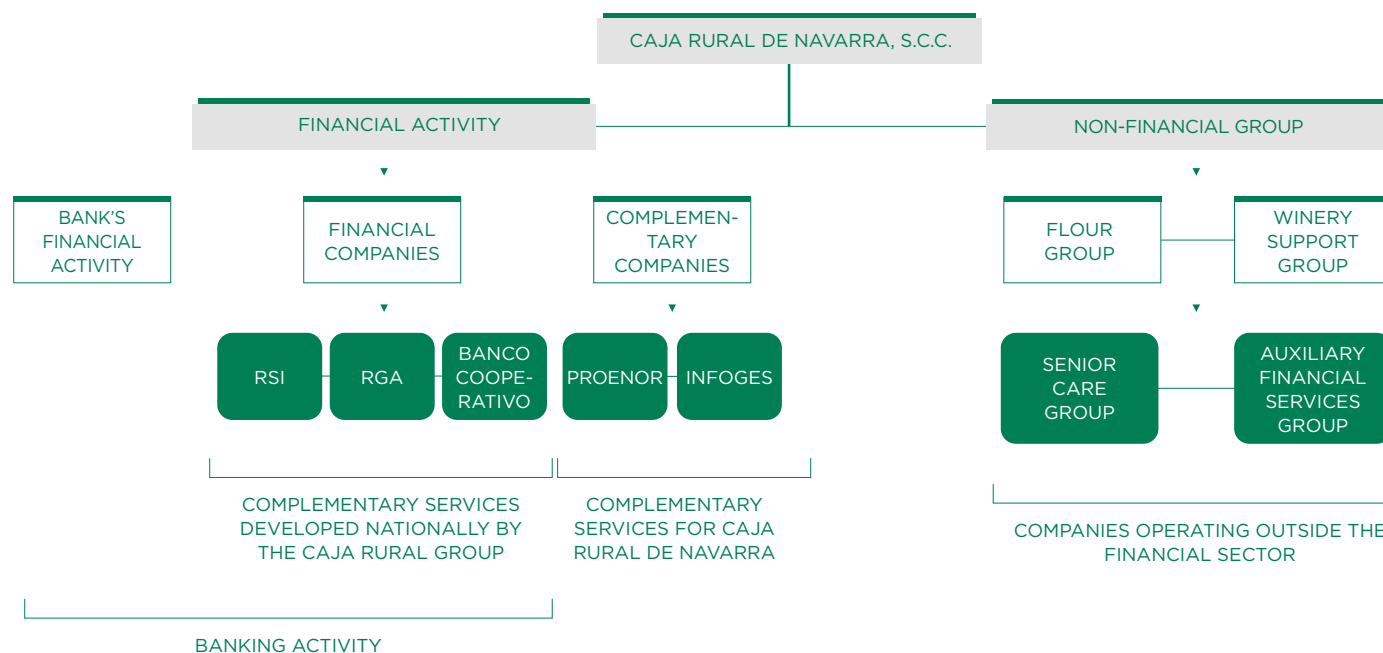 CAJA RURAL DE NAVARRA, S.C.C.
FINANCIAL ACTIVITY
NON-FINANCIAL GROUP
BANK'S
FINANCIAL
ACTIVITY
FINANCIAL
COMPANIES
COMPLEMEN-
TARY
COMPANIES
FLOUR
GROUP
WINERY
SUPPORT
GROUP
RSI
RGA
BANCO
COOPE-
RATIVO
PROENOR
INFOGES
SENIOR
CARE
GROUP
AUXILIARY
FINANCIAL
SERVICES
GROUP
COMPLEMENTARY SERVICES
DEVELOPED NATIONALLY BY
THE CAJA RURAL GROUP
COMPLEMENTARY
SERVICES FOR CAJA
RURAL DE NAVARRA
COMPANIES OPERATING OUTSIDE THE
FINANCIAL SECTOR
BANKING ACTIVITY